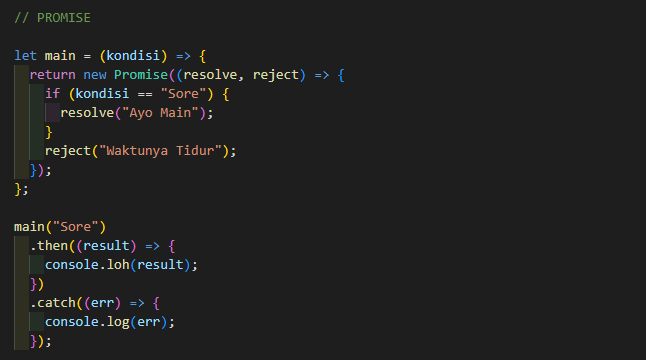 // PROMISE
let main = (kondisi) => {
return new Promise((resolve, reject) => {
if (kondisi == "Sore") {
resolve("Ayo Main");
}
reject("Waktunya Tidur");
});
};
main("Sore")
.then((result) => {
console.loh(result);
})
.catch((err) => {
console.log(err);
});